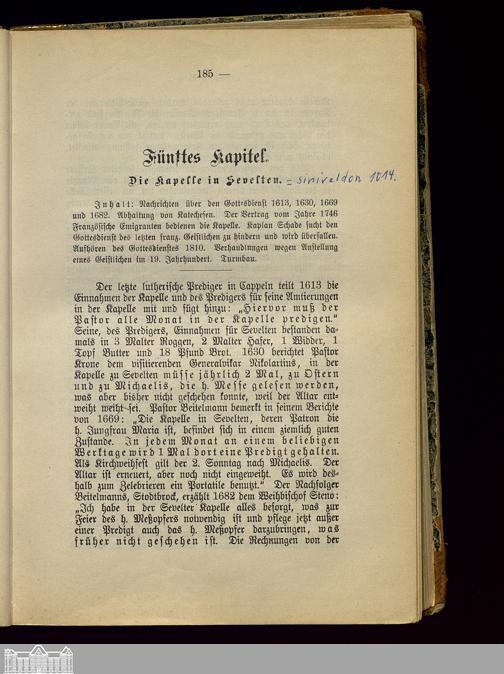 185 —
Fünftes Kapitel.
Die Kapelle in Sevelten. = siniveldon 1014.
Inhalt: Nachrichten über den Gottesdienst 1613, 1630, 1669
und 1682. Abhaltung von Katechesen. Der Vertrag vom Jahre 1746
Französische Emigranten bedienen die Kapelle. Kaplan Schade sucht den
Gottesdienst des letzten franz. Geistlichen zu hindern und wird überfallen.
Aufhören des Gottesdienstes 1810. Verhandlungen wegen Anstellung
eines Geistlichen im 19. Jahrhundert. Turmbau.
Der letzte lutherische Prediger in Cappeln teilt 1613 die
Einnahmen der Kapelle und des Predigers für seine Amtierungen
in der Kapelle mit und fügt hinzu: „Hiervor muß der
Pastor alle Monat in der Kapelle predigen.“
Seine, des Predigers, Einnahmen für Sevelten bestanden da-
mals in 3 Malter Roggen, 2 Malter Hafer, 1 Widder, 1
Topf Butter und 18 Pfund Brot. 1630 berichtet Pastor
Krone dem visitierenden Generalvikar Nikolartius, in der
Kapelle zu Sevelten müsse jährlich 2 Mal, zu Ostern
und zu Michaelis, die h. Messe gelesen werden,
was aber bisher nicht geschehen konnte, weil der Altar ent-
weiht weiht-sei. Pastor Beitelmann bemerkt in seinem Berichte
von 1669: „Die Kapelle in Sevelten, deren Patron die
h. Jungfrau Maria ist, befindet sich in einem ziemlich guten
Zustande. In jedem Monat an einem beliebigen
Werktage wird 1 Mal dort eine Predigt gehalten.
Als Kirchweihfest gilt der 2. Sonntag nach Michaelis. Der
Altar ist erneuert, aber noch nicht eingeweiht. Es wird des-
halb zum Zelebrieren ein Portatile benutzt.“ Der Nachfolger
Beitelmanns, Stodtbrock, erzählt 1682 dem Weihbischof Steno:
„Ich habe in der Sevelter Kapelle alles besorgt, was zur
Feier des h. Meßopfers notwendig ist und pflege jetzt außer
einer Predigt auch das h. Meßopfer darzubringen, was
früher nicht geschehen ist. Die Rechnungen von der